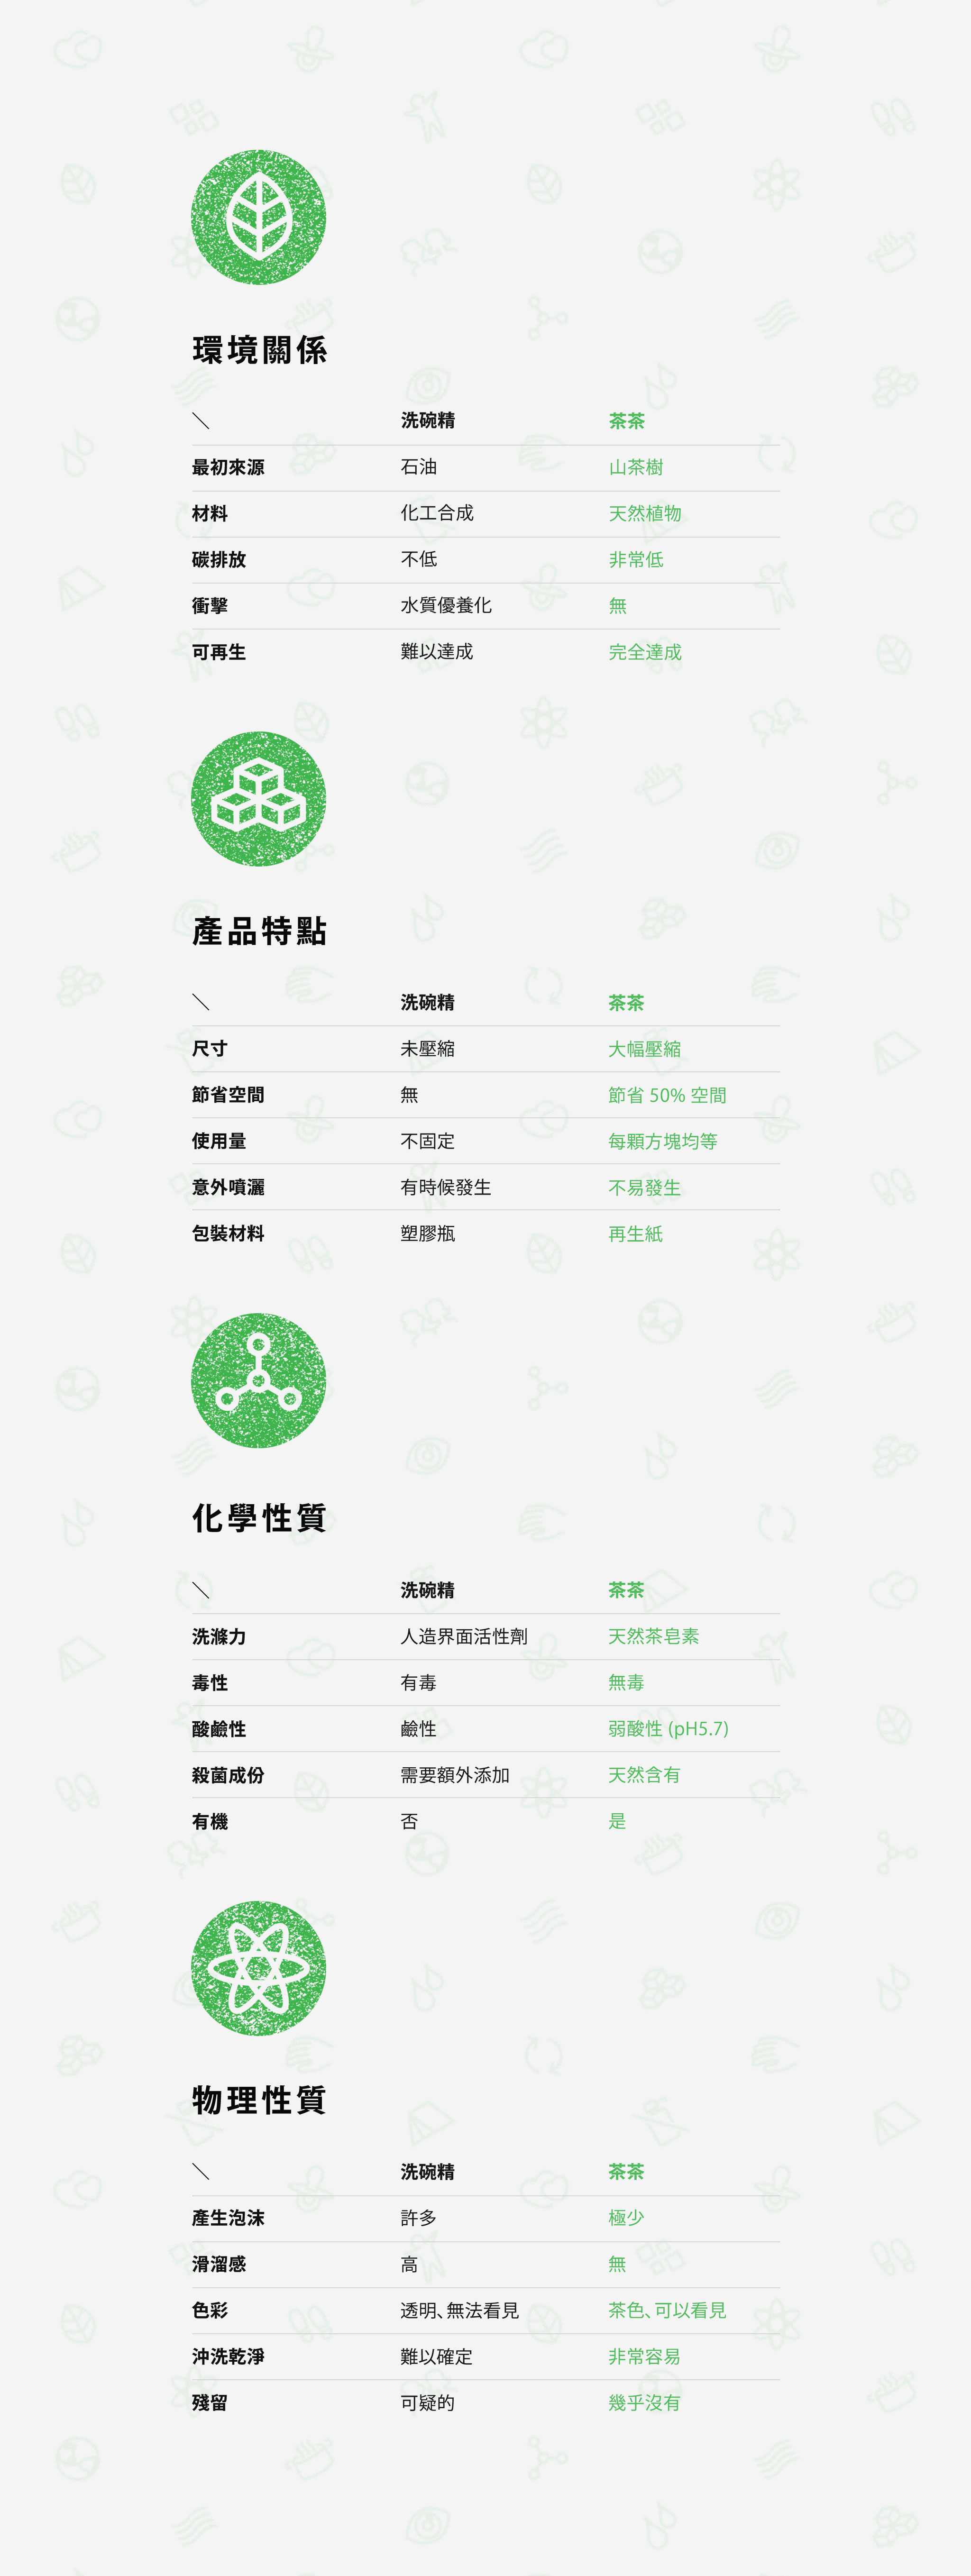 環境關係
＼ 洗碗精 茶茶
最初來源 石油 山茶樹
材料 化工合成 天然植物
碳排放 不低 非常低
衝擊 水質優養化 無
可再生 難以達成 完全達成
產品特點
＼ 洗碗精 茶茶
尺寸 未壓縮 大幅壓縮
節省空間 無 節省 50% 空間
使用量 不固定 每顆方塊均等
意外噴灑 有時候發生 不易發生
包裝材料 塑膠瓶 再生紙
化學性質
＼ 洗碗精 茶茶
洗滌力 人造界面活性劑 天然茶皂素
毒性 有毒 無毒
酸鹼性 鹼性 弱酸性 (pH5.7)
殺菌成份 需要額外添加 天然含有
有機 否 是
物理性質
＼ 洗碗精 茶茶
產生泡沫 許多 極少
滑溜感 高 無
色彩 透明、無法看見 茶色、可以看見
沖洗乾淨 難以確定 非常容易
殘留 可疑的 幾乎沒有